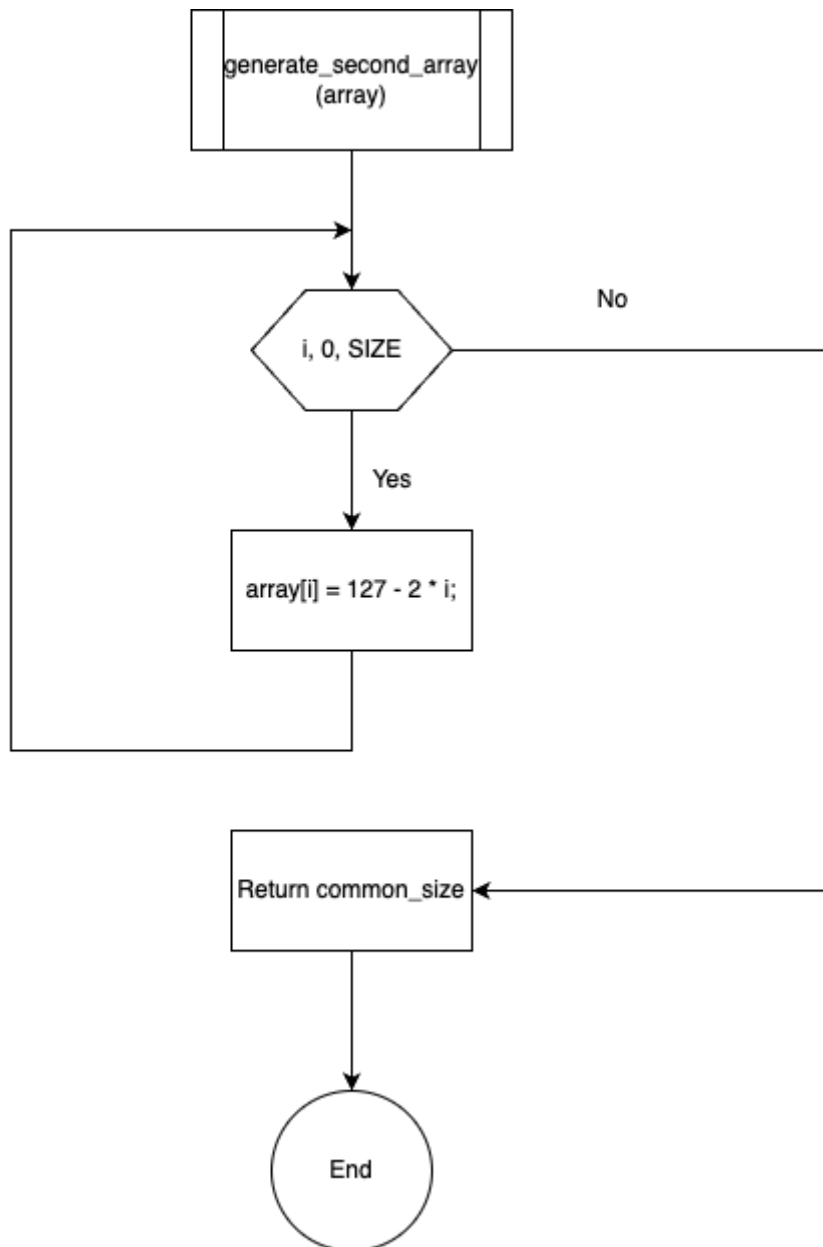 generate_second_array
(array)
No
i, 0, SIZE
Yes
array[i] = 127 - 2 * i;
Return common_size
End